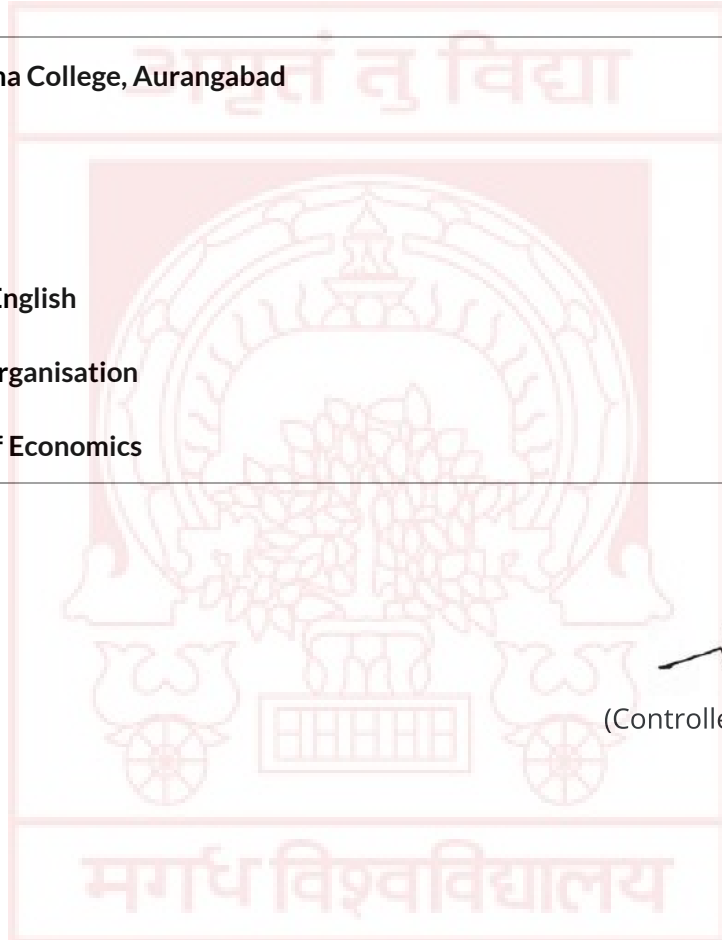 अमृतं तु विद्या
na College, Aurangabad
English
rganisation
f Economics
(Controlle
मगध विश्वविद्यालय